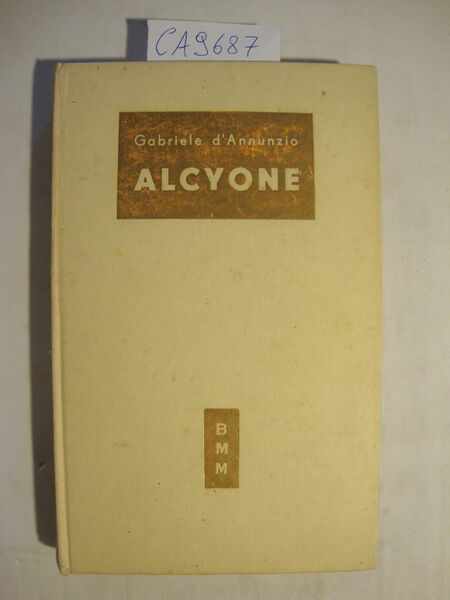 CA9687
Gabriele d'Annunzio
ALCYONE
B
M
M